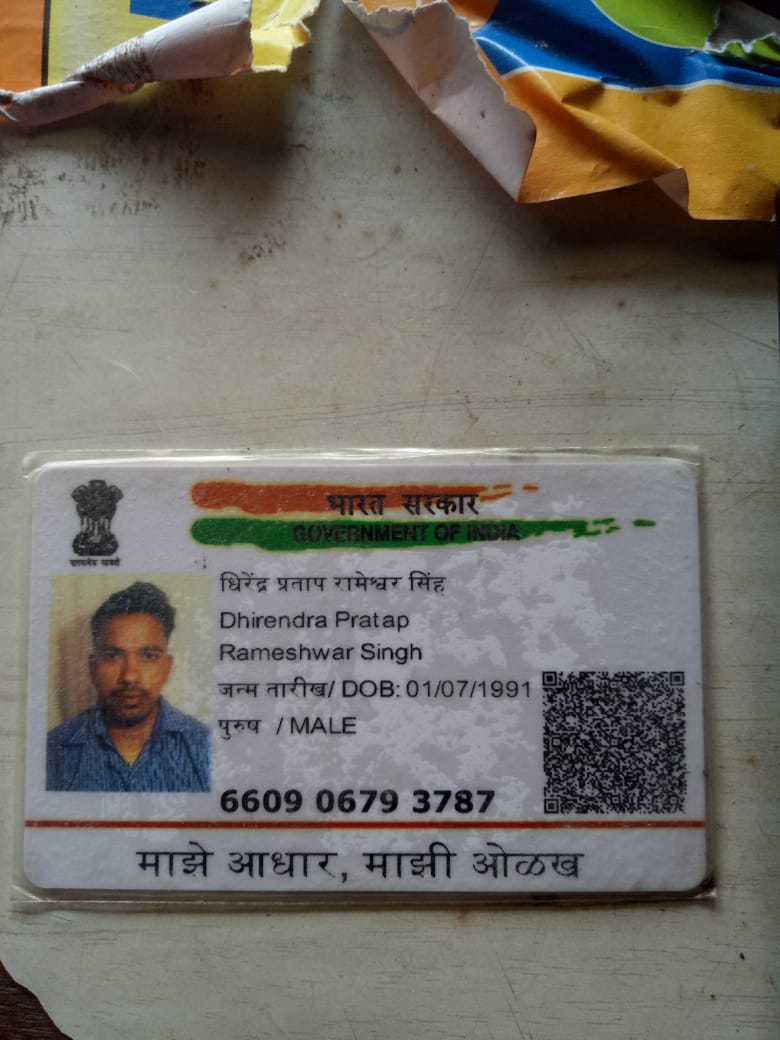 भारत सरकार
GOVERNMENT OF INDIA
सत्यमेव जयते
धिरेंद्र प्रताप रामेश्वर सिंह
Dhirendra Pratap
Rameshwar Singh
जन्म तारीख/ DOB: 01/07/1991
पुरुष / MALE
6609 0679 3787
माझे आधार, माझी ओळख